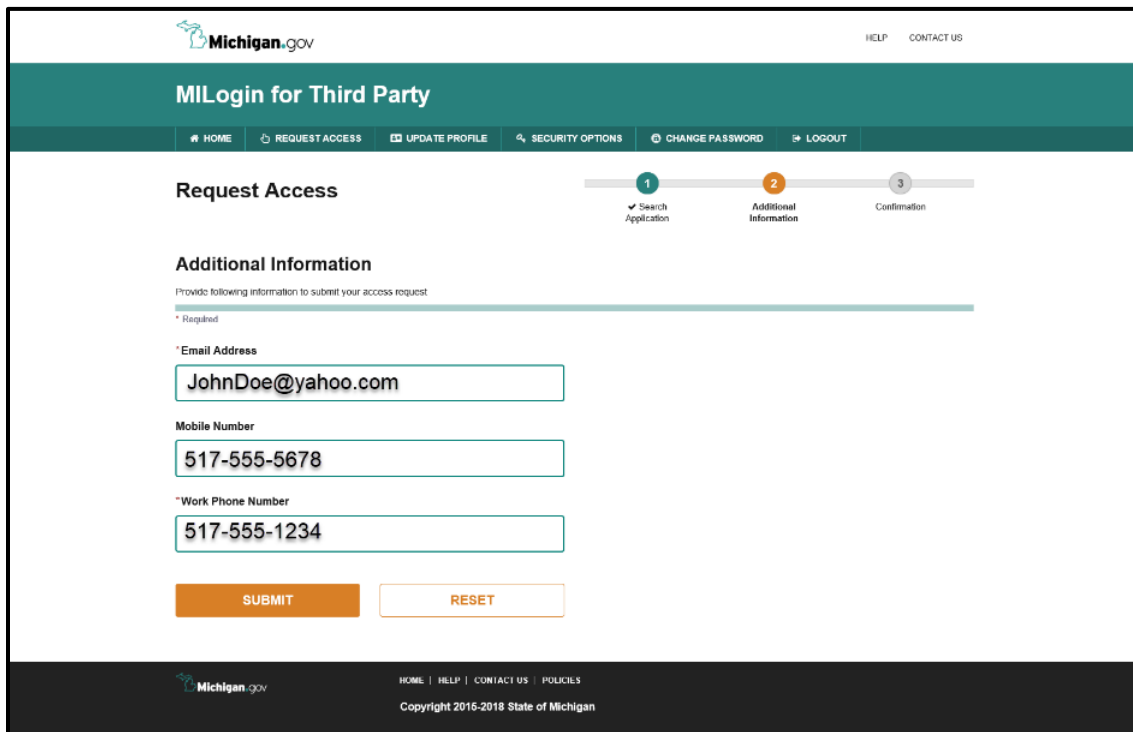 Michigan.gov
HELP CONTACT US
MILogin for Third Party
HOME REQUEST ACCESS UPDATE PROFILE SECURITY OPTIONS CHANGE PASSWORD LOGOUT
Request Access
1 2 3
✔ Search Application
Additional Information
Confirmation
Additional Information
Provide following information to submit your access request
* Required
*Email Address
JohnDoe@yahoo.com
Mobile Number
517-555-5678
*Work Phone Number
517-555-1234
SUBMIT RESET
Michigan.gov
HOME | HELP | CONTACT US | POLICIES
Copyright 2015-2018 State of Michigan